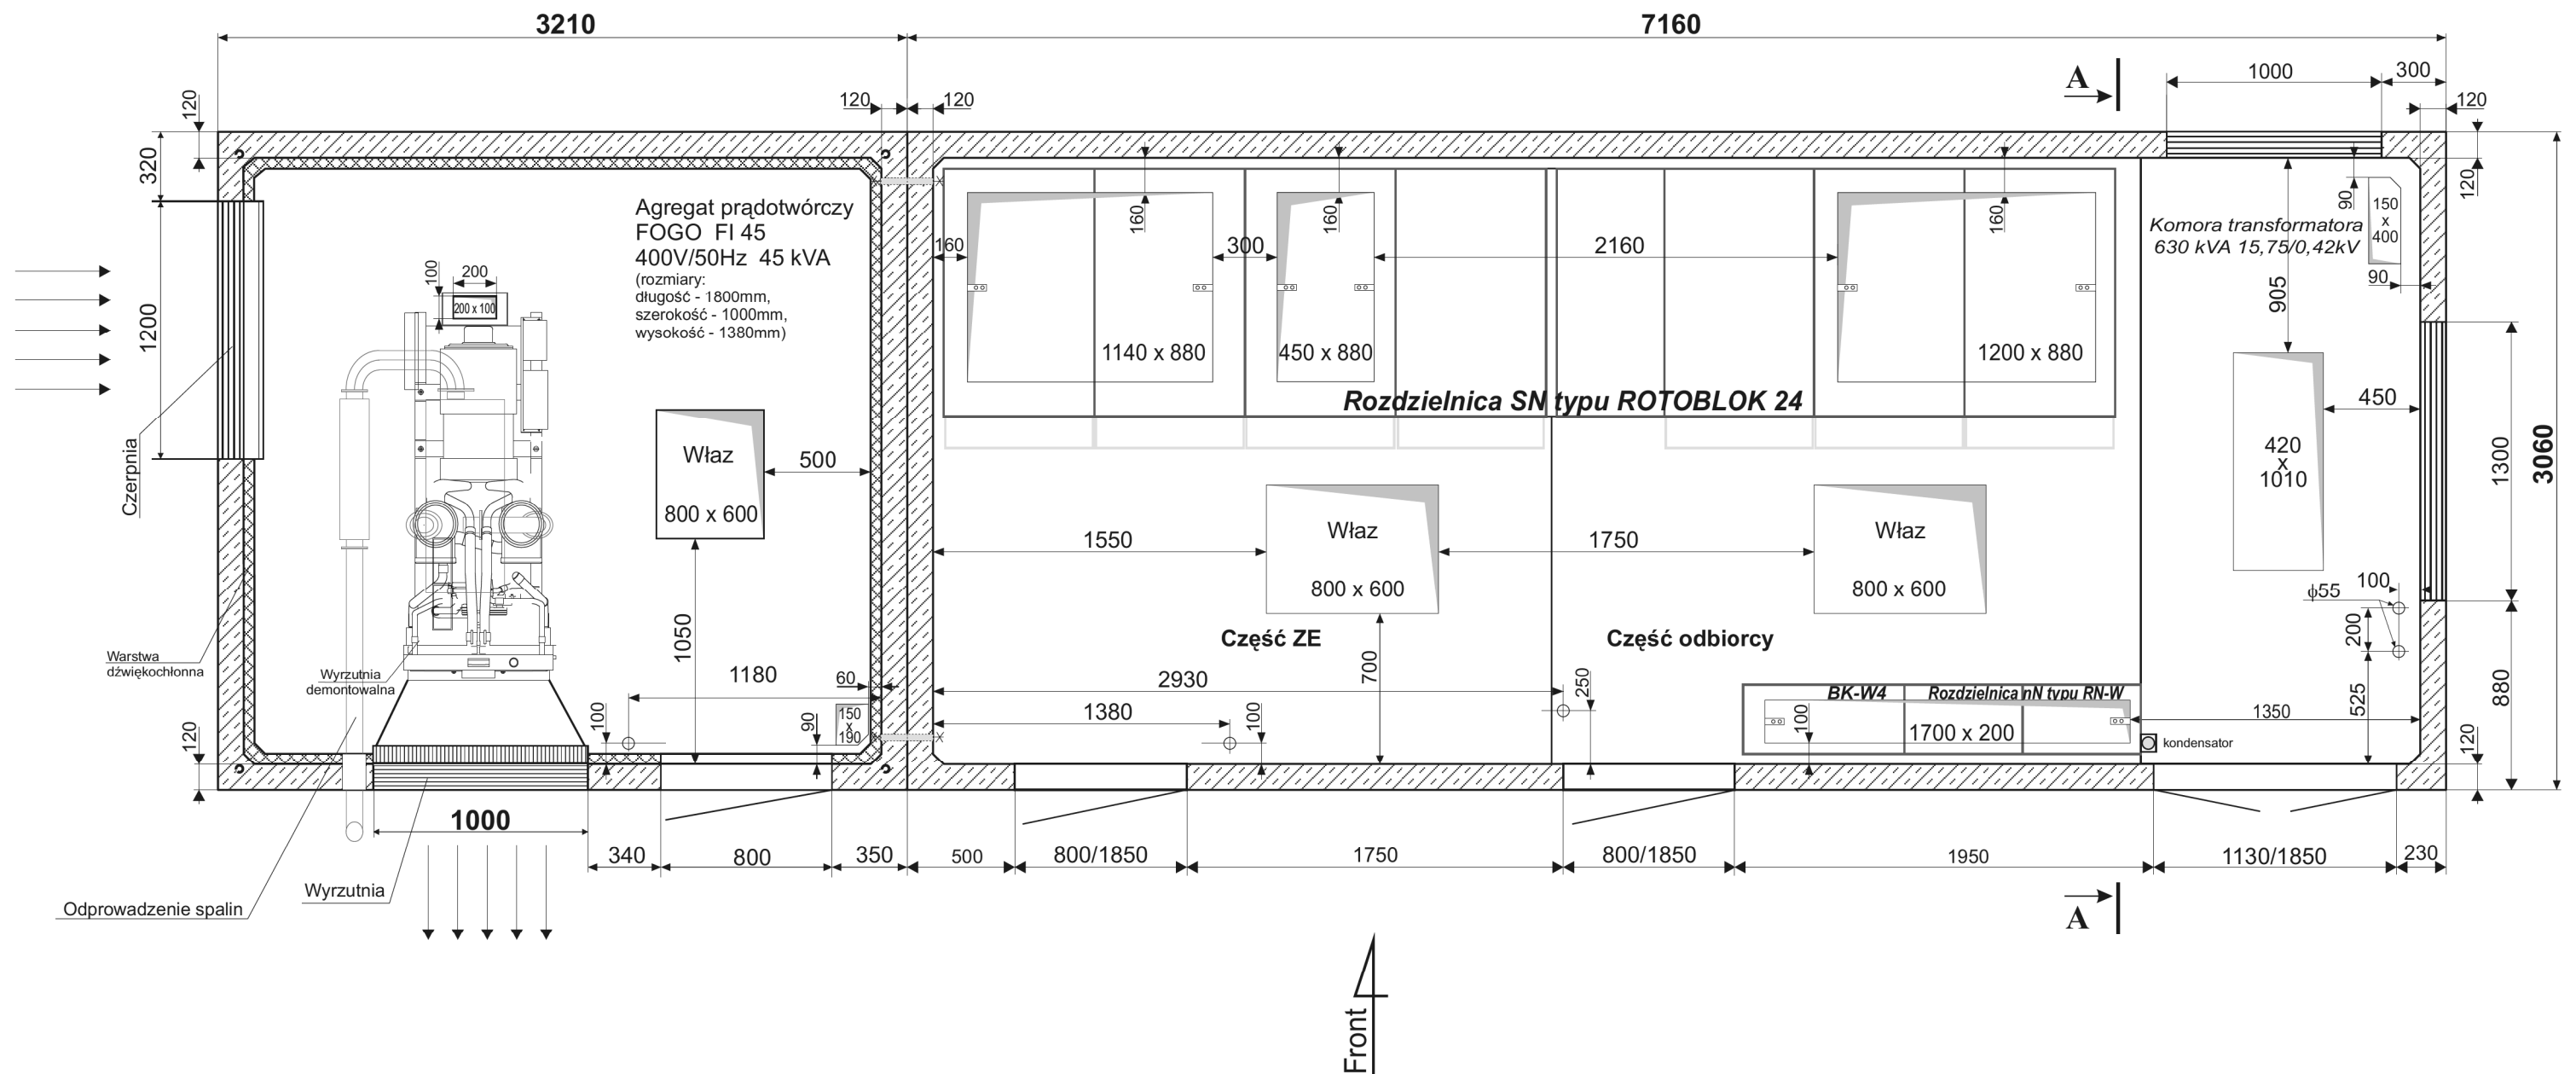 3210
7160
A
1000
300
120
120
120
120
320
120
120
Agregat prądotwórczy
FOGO FI 45
400V/50Hz 45 kVA
(rozmiary:
długość - 1800mm,
szerokość - 1000mm,
wysokość - 1380mm)
160
160
160
160
300
2160
90
150
x
400
90
Komora transformatora
630 kVA 15,75/0,42kV
905
100
200
200 x 100
1200
1140 x 880
450 x 880
1200 x 880
Rozdzielnica SN typu ROTOBLOK 24
450
420
x
1010
1300
3060
Czerpnia
Właz
800 x 600
500
1550
Właz
800 x 600
1750
Właz
800 x 600
ϕ55
100
200
525
880
Część ZE
Część odbiorcy
1050
700
Warstwa
dźwiękochłonna
Wyrzutnia
demontowalna
1180
60
2930
250
1380
100
100
90
150
x
190
BK-W4
Rozdzielnica nN typu RN-W
100
1700 x 200
1350
kondensator
120
120
1000
340
800
350
500
800/1850
1750
800/1850
1950
1130/1850
230
Wyrzutnia
Odprowadzenie spalin
A
Front